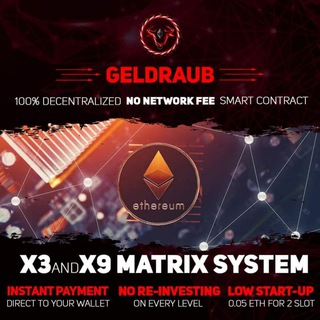 GELDRAUB
100% DECENTRALIZED NO NETWORK FEE SMART CONTRACT
ethereum
X3 AND X9 MATRIX SYSTEM
INSTANT PAYMENT NO RE-INVESTING LOW START-UP
DIRECT TO YOUR WALLET ON EVERY LEVEL 0.05 ETH FOR 2 SLOT